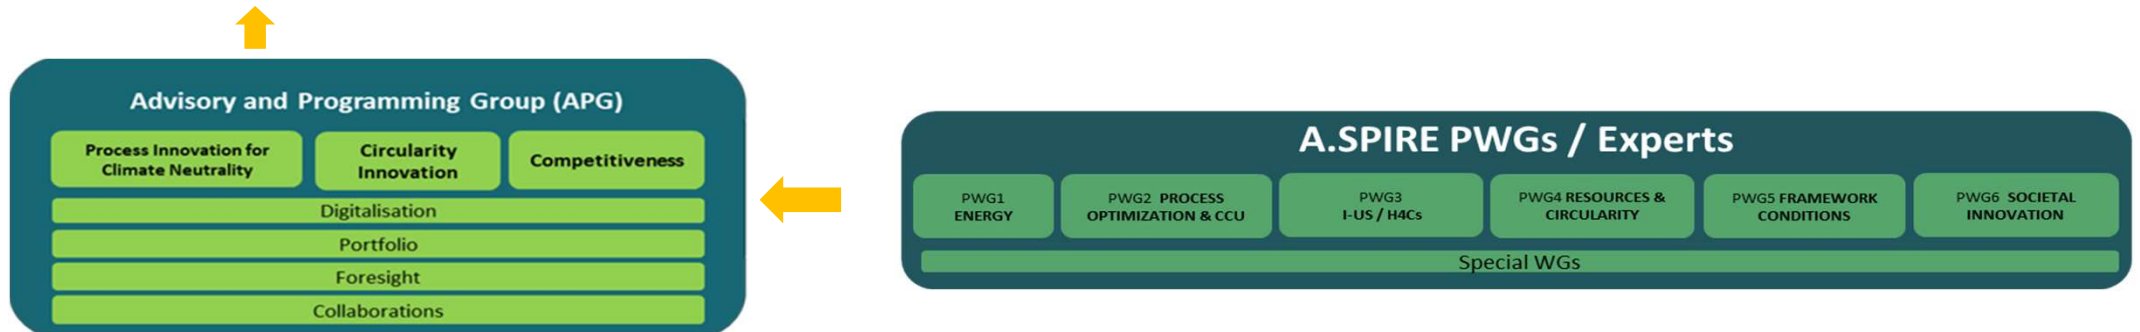 Advisory and Programming Group (APG)
Process Innovation for
Climate Neutrality
Circularity
Innovation
Competitiveness
Digitalisation
Portfolio
Foresight
Collaborations
A.SPIRE PWGs / Experts
PWG1
ENERGY
PWG2 PROCESS
OPTIMIZATION & CCU
PWG3
I-US / H4Cs
PWG4 RESOURCES &
CIRCULARITY
PWG5 FRAMEWORK
CONDITIONS
PWG6 SOCIETAL
INNOVATION
Special WGs